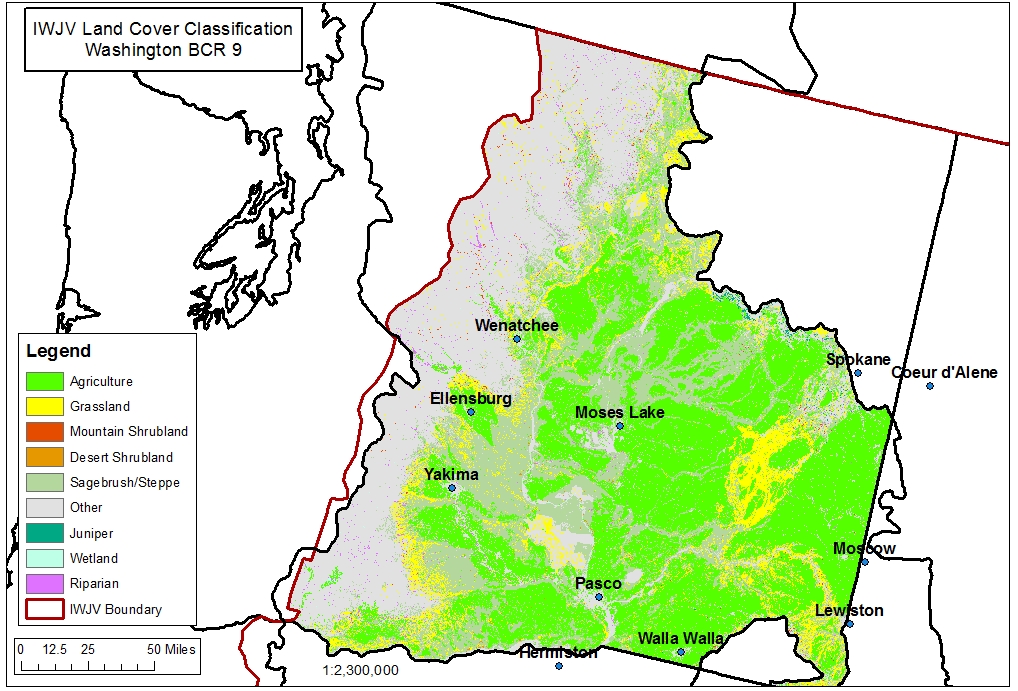 IWJV Land Cover Classification
Washington BCR 9
Wenatchee
Spokane
Coeur d'Alene
Ellensburg
Moses Lake
Yakima
Moscow
Pasco
Lewiston
Walla Walla
Hermiston
Legend
Agriculture
Grassland
Mountain Shrubland
Desert Shrubland
Sagebrush/Steppe
Other
Juniper
Wetland
Riparian
IWJV Boundary
0 12.5 25 50 Miles
1:2,300,000